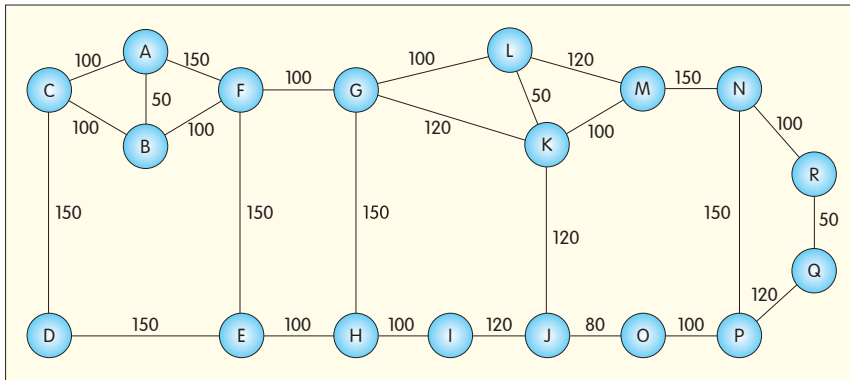 A L
100 150 100 120
C F 100 G M 150 N
50 50 100
100 100 120 100
B K R
150 150 150 120 150 50
Q
120
150 100 100 120 80 100
D E H I J O P